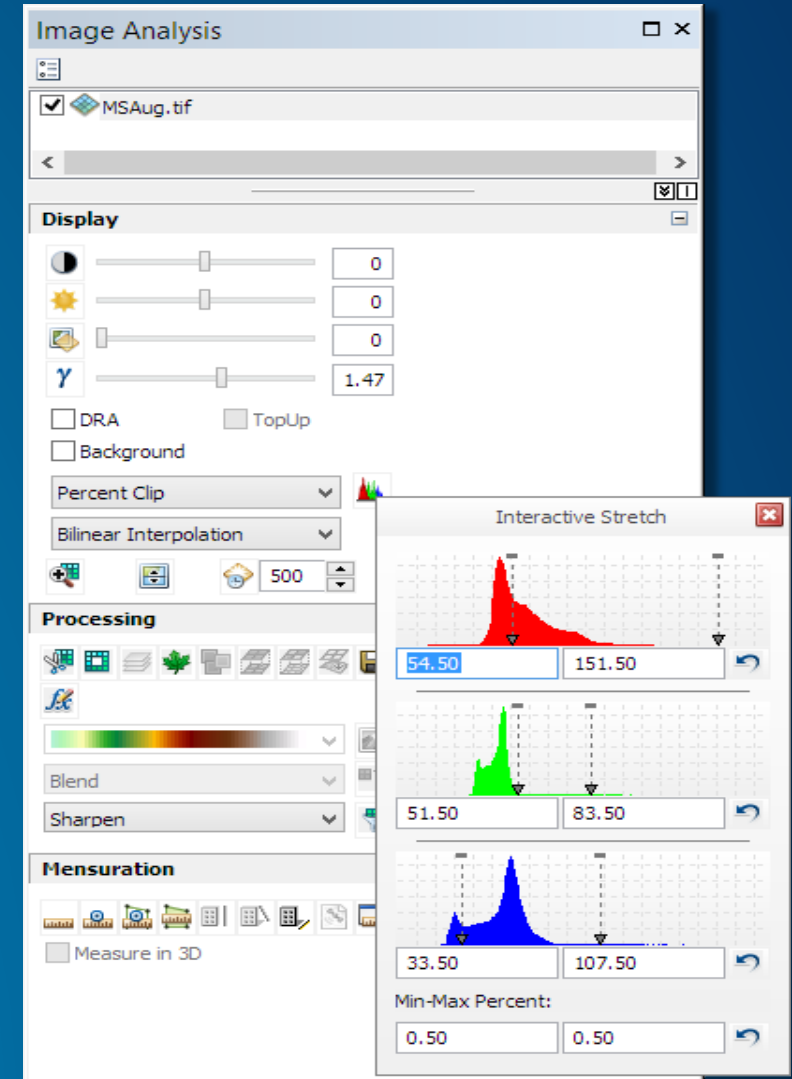 Image Analysis
MSAug.tif
Display
0
0
0
γ 1.47
DRA TopUp
Background
Percent Clip
Bilinear Interpolation
500
Processing
fx
Blend
Sharpen
Mensuration
Measure in 3D
Interactive Stretch
54.50 151.50
51.50 83.50
33.50 107.50
Min-Max Percent:
0.50 0.50